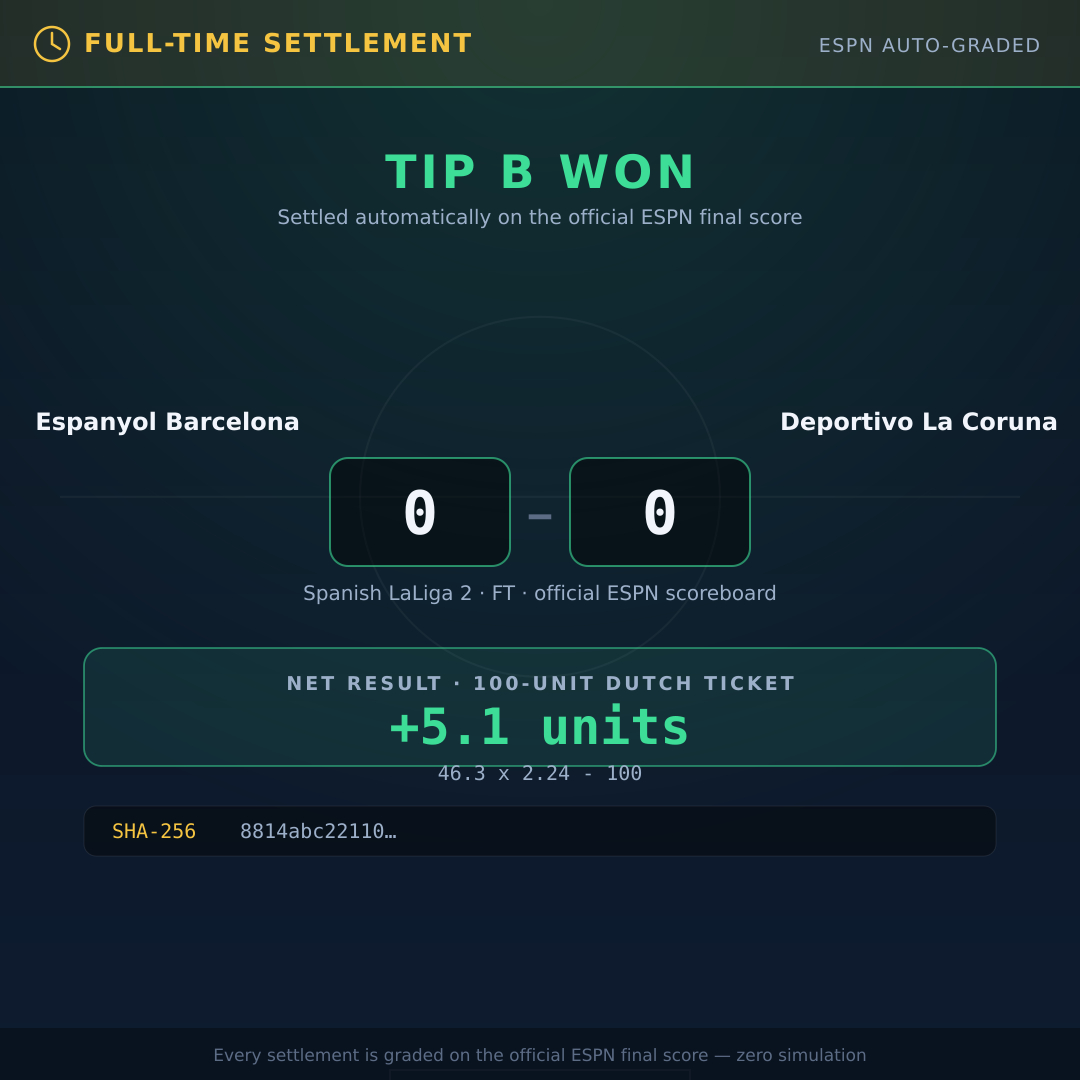 FULL-TIME SETTLEMENT
ESPN AUTO-GRADED
TIP B WON
Settled automatically on the official ESPN final score
Espanyol Barcelona
Deportivo La Coruna
0 – 0
Spanish LaLiga 2 · FT · official ESPN scoreboard
NET RESULT · 100-UNIT DUTCH TICKET
+5.1 units
46.3 x 2.24 - 100
SHA-256 8814abc22110…
Every settlement is graded on the official ESPN final score — zero simulation